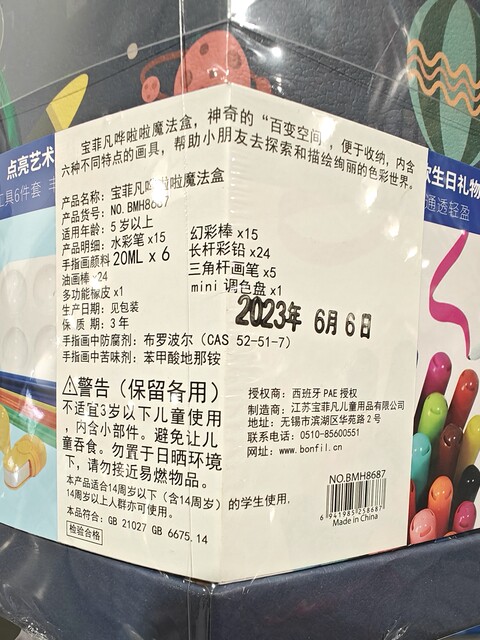 宝菲凡哗啦啦魔法盒，神奇的“百变空间”，便于收纳，内含
六种不同特点的画具，帮助小朋友去探索和描绘绚丽的色彩世界。
点亮艺术
工具6件套
次生日礼物
通透轻盈
产品名称：宝菲凡哗啦啦魔法盒
产品货号：NO.BMH8687
适用年龄：5 岁以上
产品明细：水彩笔 x15 幻彩棒 x15
手指画颜料 20ML x 6 长杆彩铅 x24
油画棒 x24 三角杆画笔 x5
多功能橡皮 x1 mini 调色盘 x1
生产日期：见包装 2023年 6月 6日
保 质 期：3 年
手指画中防腐剂：布罗波尔（CAS 52-51-7）
手指画中苦味剂：苯甲酸地那铵
⚠警告（保留备用）
不适宜3岁以下儿童使用
，内含小部件。避免让儿
童吞食。勿置于日晒环境
下，请勿接近易燃物品。
本产品适合14周岁以下（含14周岁）的学生使用，
14周岁以上人群亦可使用。
本品符合：GB 21027 GB 6675.14
检验合格
授权商：西班牙 PAE 授权
制造商：江苏宝菲凡儿童用品有限公司
地址：无锡市滨湖区华苑路 2 号
联系电话：0510-85600551
网址：www.bonfil.cn
NO.BMH8687
6 941985 258687
Made in China